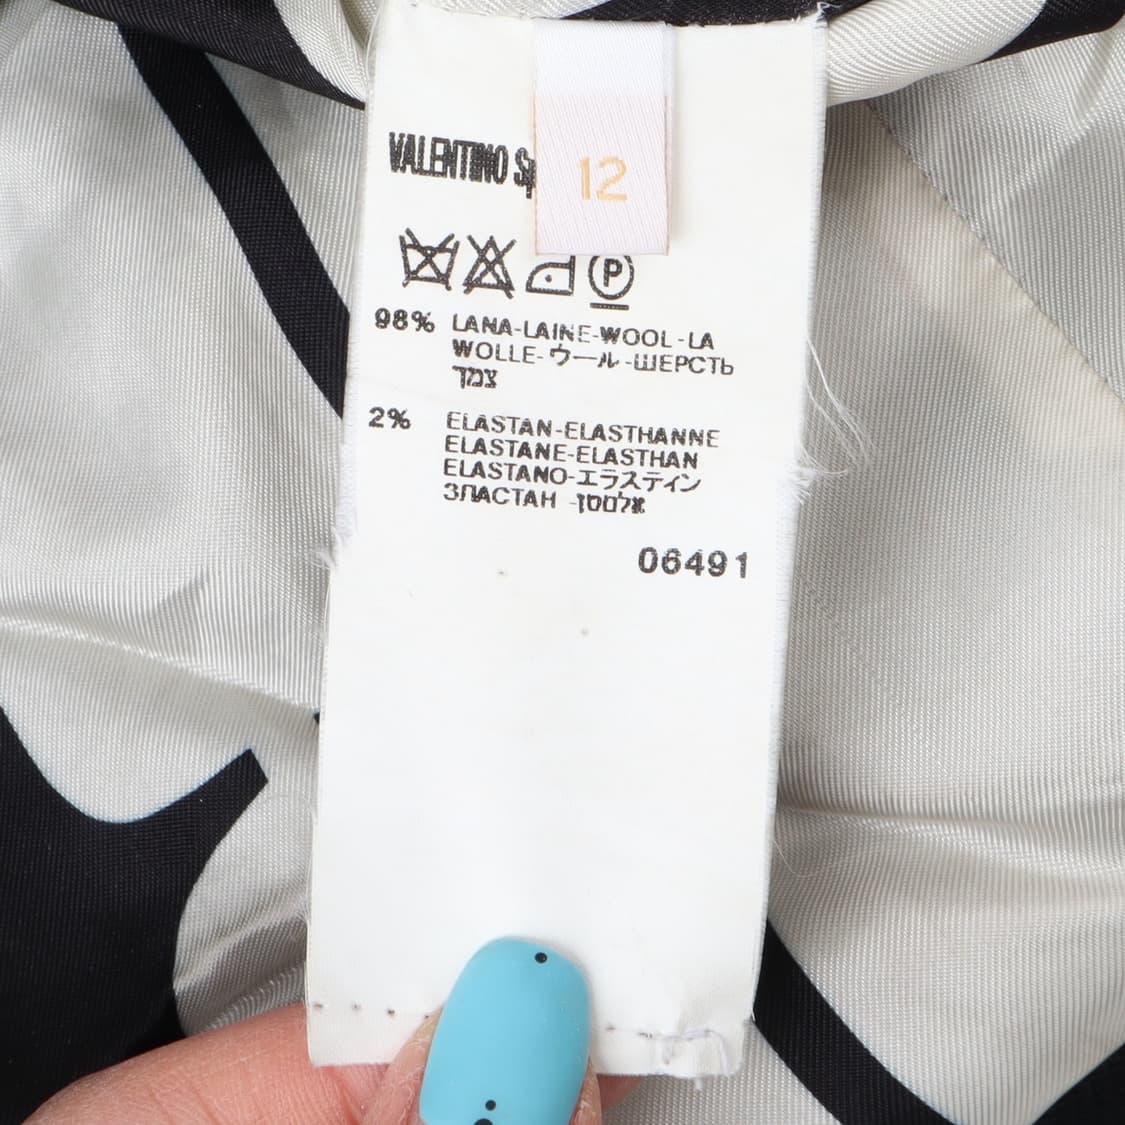 VALENTINO Sp
12
P
98% LANA-LAINE-WOOL-LA
WOLLE-ウール-ШЕРСТЬ
צמר
2% ELASTAN-ELASTHANNE
ELASTANE-ELASTHAN
ELASTANO-エラスティン
ЭЛАСТАН -אלסטן
06491